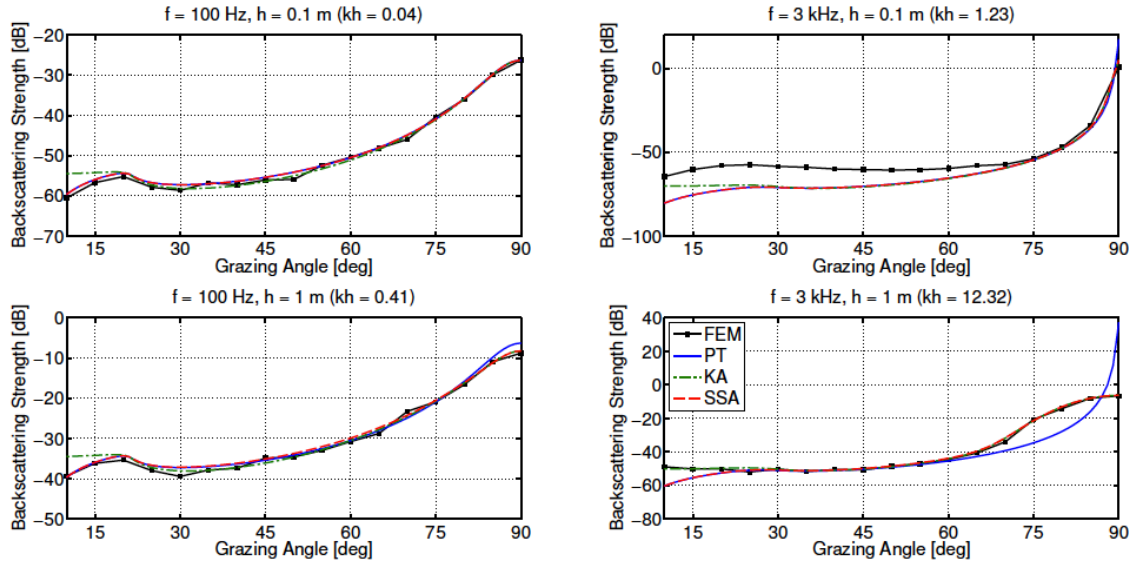 f = 100 Hz, h = 0.1 m (kh = 0.04)
Backscattering Strength [dB]
−20
−30
−40
−50
−60
−70
15 30 45 60 75 90
Grazing Angle [deg]
f = 3 kHz, h = 0.1 m (kh = 1.23)
Backscattering Strength [dB]
0
−50
−100
15 30 45 60 75 90
Grazing Angle [deg]
f = 100 Hz, h = 1 m (kh = 0.41)
Backscattering Strength [dB]
0
−10
−20
−30
−40
−50
15 30 45 60 75 90
Grazing Angle [deg]
f = 3 kHz, h = 1 m (kh = 12.32)
Backscattering Strength [dB]
40
20
0
−20
−40
−60
−80
FEM
PT
KA
SSA
15 30 45 60 75 90
Grazing Angle [deg]